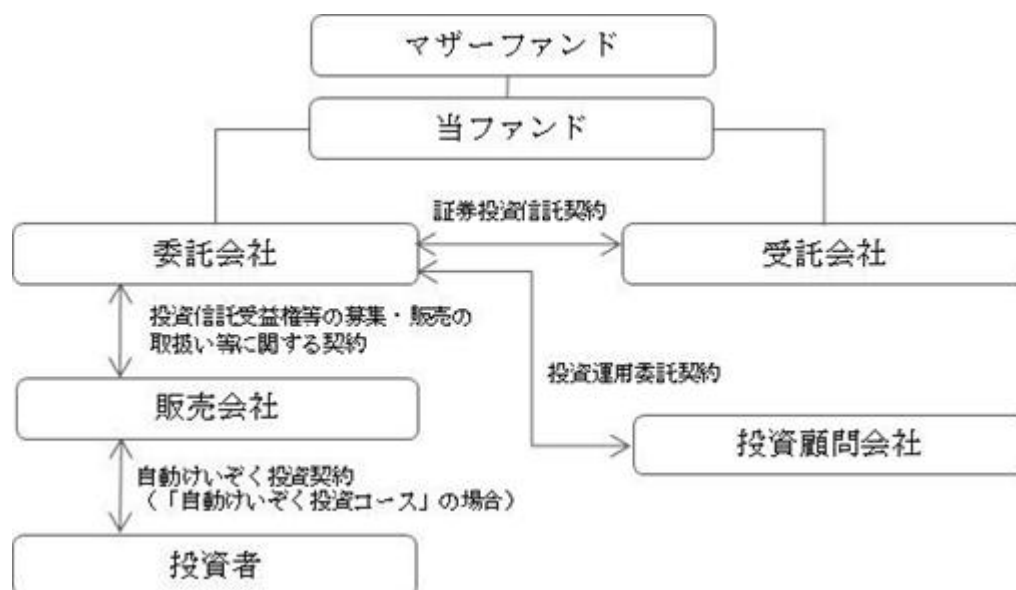 マザーファンド
当ファンド
証券投資信託契約
委託会社
受託会社
投資信託受益権等の募集・販売の
取扱い等に関する契約
投資運用委託契約
販売会社
投資顧問会社
自動けいぞく投資契約
(「自動けいぞく投資コース」の場合)
投資者